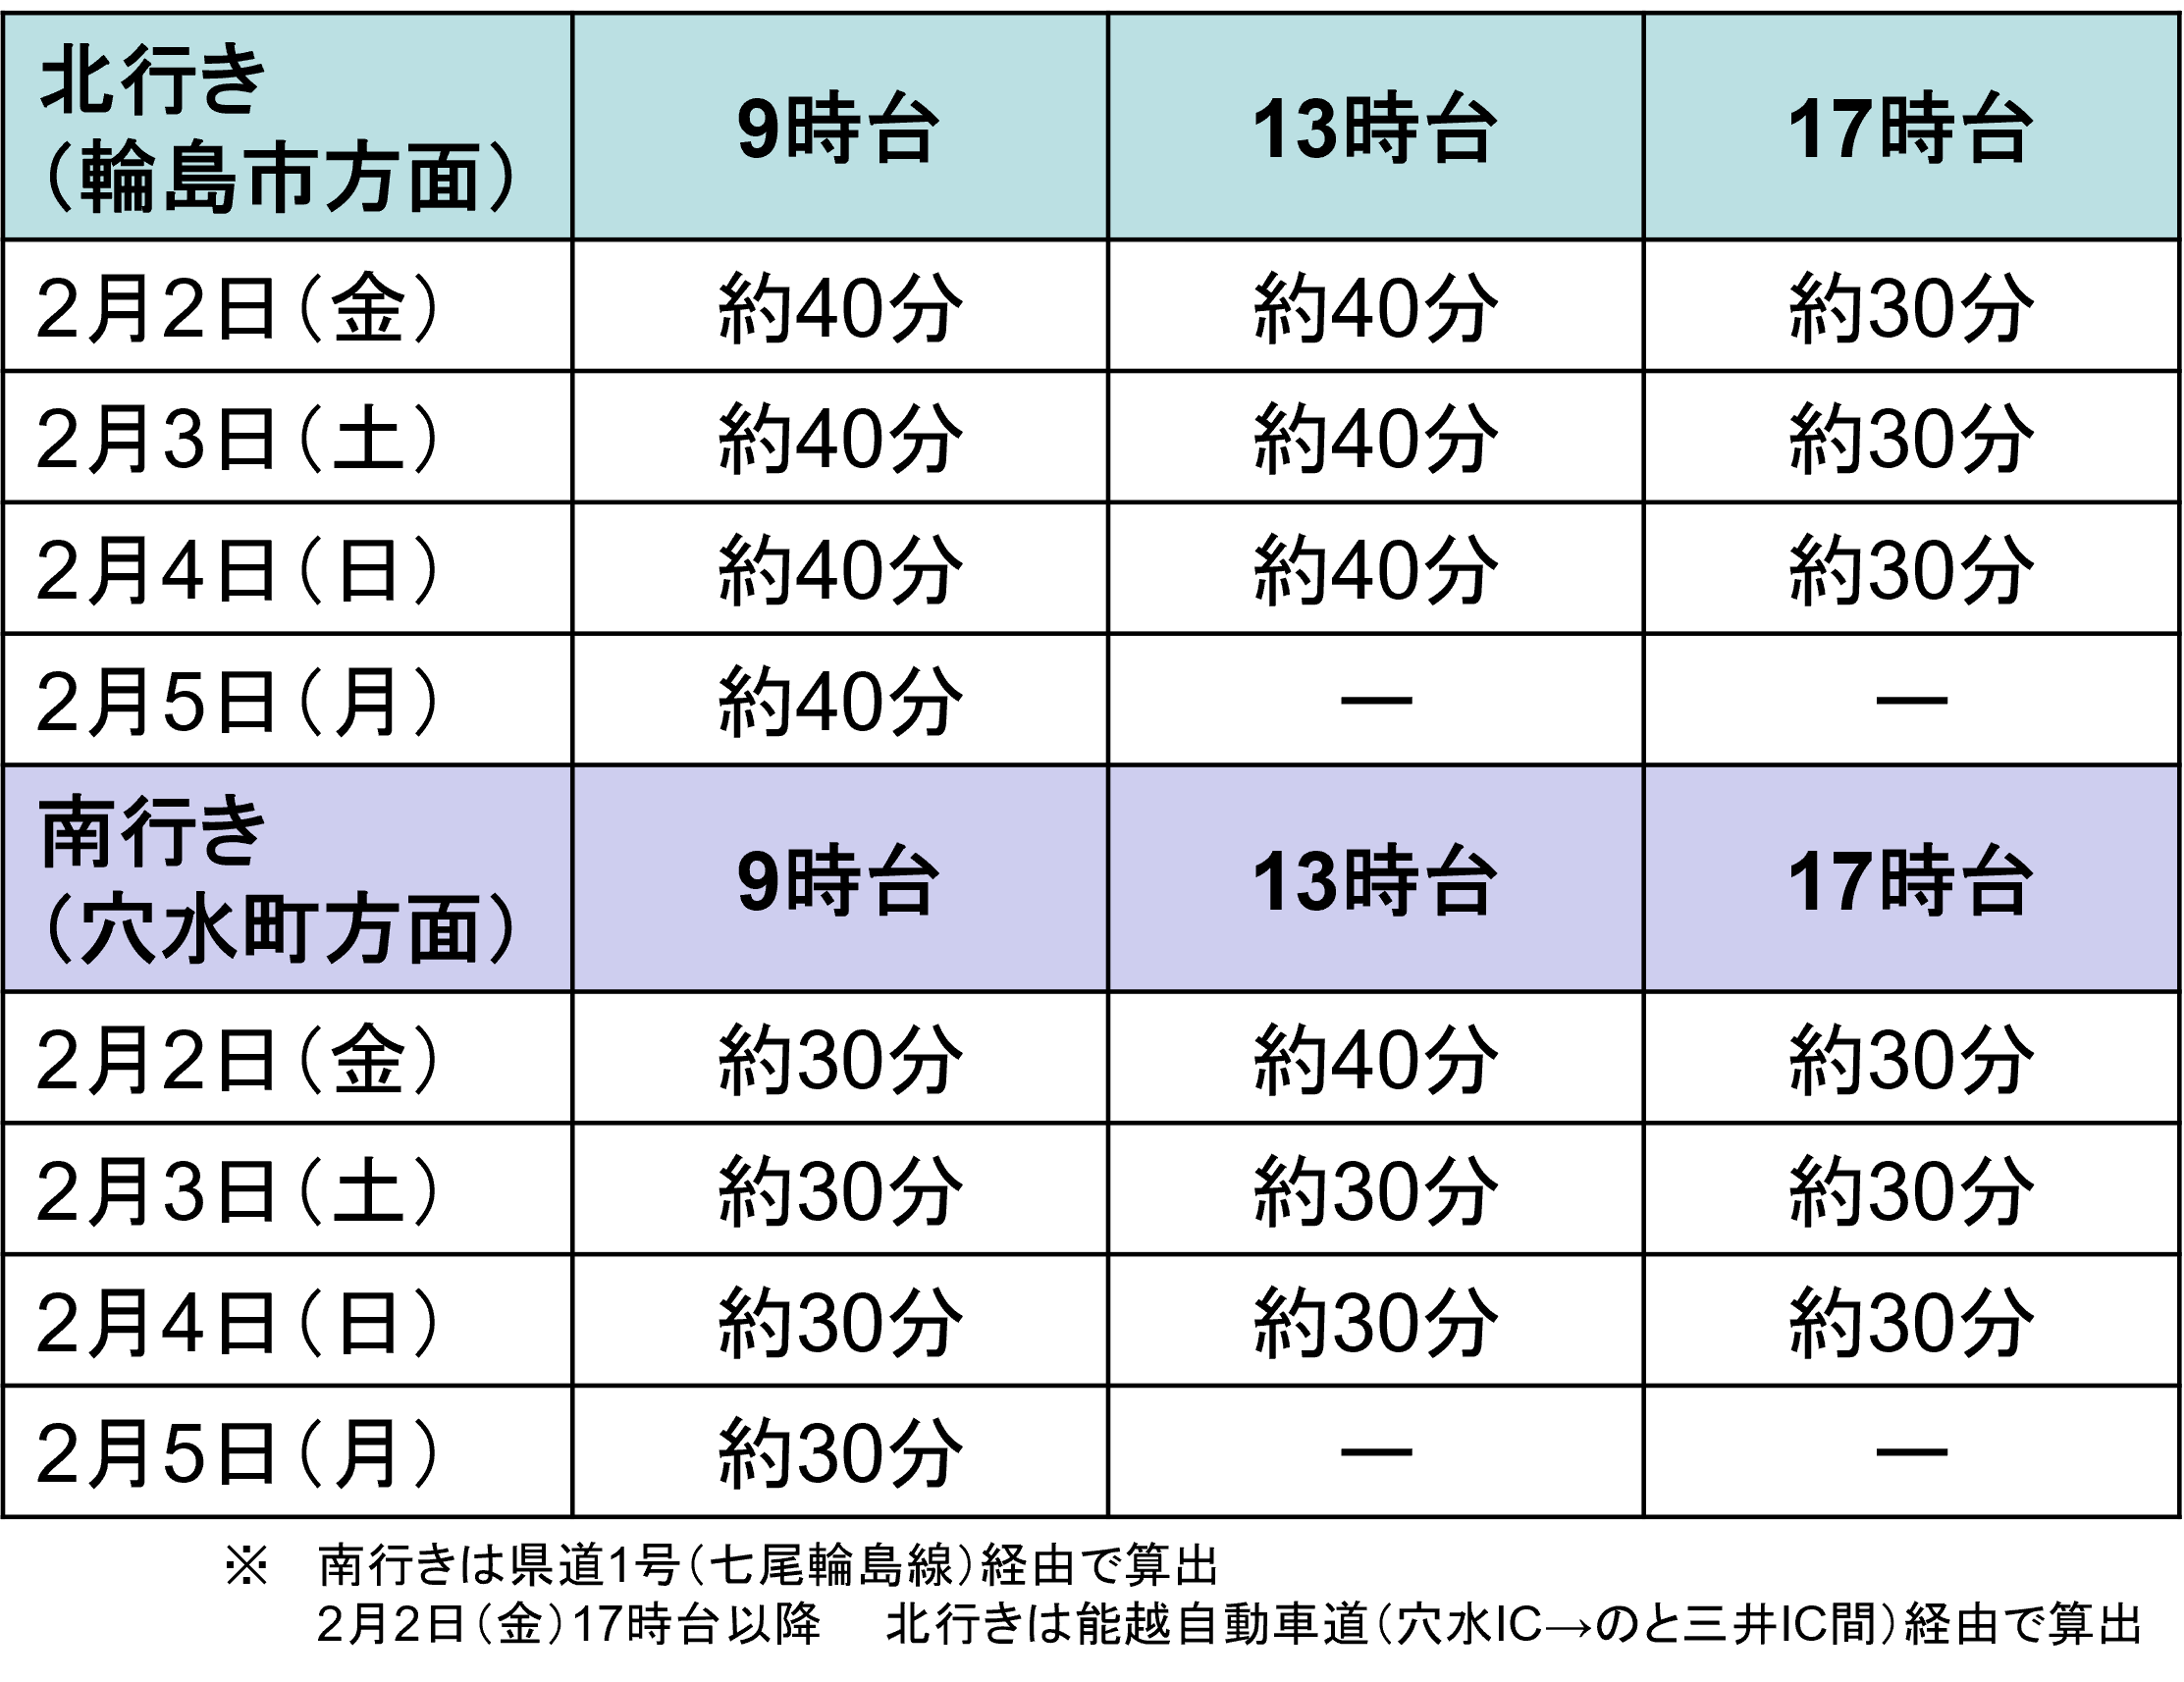 北行き
（輪島市方面） 9時台 13時台 17時台
2月2日（金） 約40分 約40分 約30分
2月3日（土） 約40分 約40分 約30分
2月4日（日） 約40分 約40分 約30分
2月5日（月） 約40分 － －
南行き
（穴水町方面） 9時台 13時台 17時台
2月2日（金） 約30分 約40分 約30分
2月3日（土） 約30分 約30分 約30分
2月4日（日） 約30分 約30分 約30分
2月5日（月） 約30分 － －
※　南行きは県道1号（七尾輪島線）経由で算出
2月2日（金）17時台以降　北行きは能越自動車道（穴水IC→のと三井IC間）経由で算出